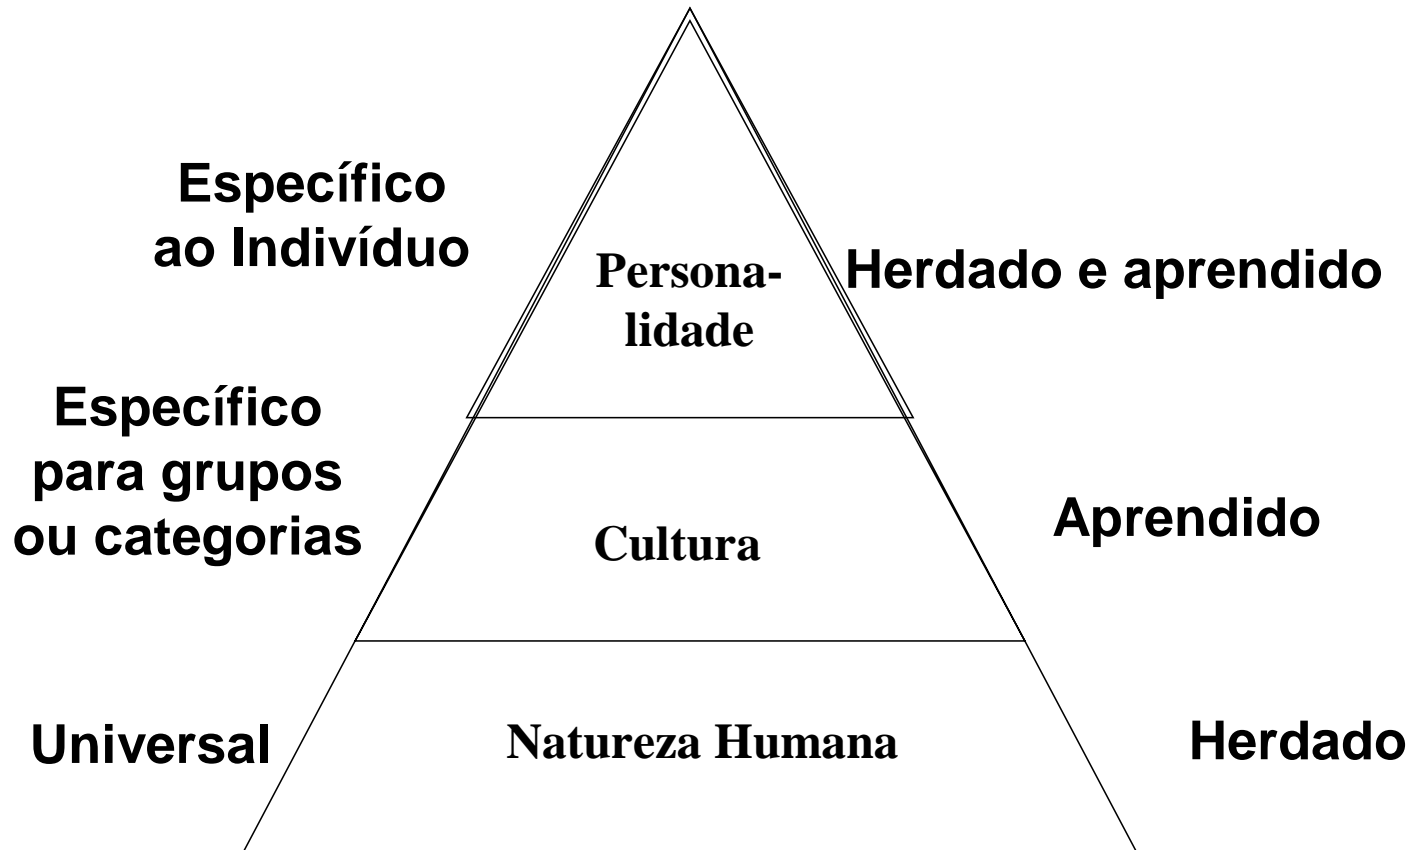 Específico
ao Indivíduo
Persona-
lidade
Herdado e aprendido
Específico
para grupos
ou categorias
Cultura
Aprendido
Universal
Natureza Humana
Herdado